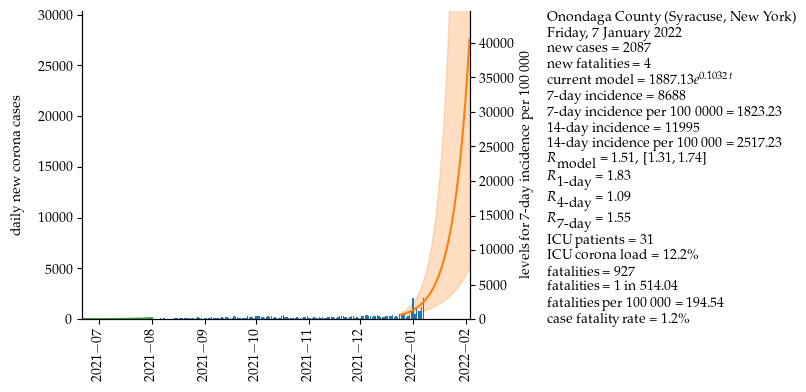 Onondaga County (Syracuse, New York)
Friday, 7 January 2022
new cases = 2087
new fatalities = 4
current model = 1887.13e^0.1032 t
7-day incidence = 8688
7-day incidence per 100 0000 = 1823.23
14-day incidence = 11995
14-day incidence per 100 000 = 2517.23
R_model = 1.51, [1.31, 1.74]
R_1-day = 1.83
R_4-day = 1.09
R_7-day = 1.55
ICU patients = 31
ICU corona load = 12.2%
fatalities = 927
fatalities = 1 in 514.04
fatalities per 100 000 = 194.54
case fatality rate = 1.2%
daily new corona cases
30000
25000
20000
15000
10000
5000
0
levels for 7-day incidence per 100 000
40000
35000
30000
25000
20000
15000
10000
5000
0
2021−07
2021−08
2021−09
2021−10
2021−11
2021−12
2022−01
2022−02